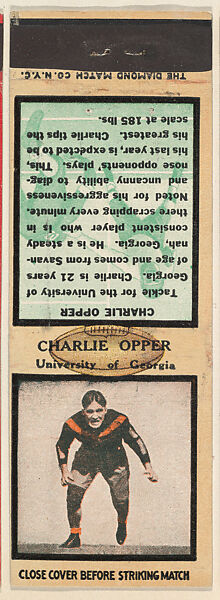 THE DIAMOND MATCH CO. N.Y.C.
CHARLIE OPPER
Tackle for the University of
Georgia. Charlie is 21 years
of age and comes from Savan-
nah, Georgia. He is a steady
consistent player who is in
there scrapping every minute.
Noted for his aggressiveness
and uncanny ability to diag-
nose opponents plays. This,
his last year, is expected to be
his greatest. Charlie tips the
scale at 185 lbs.
CHARLIE OPPER
University of Georgia
CLOSE COVER BEFORE STRIKING MATCH